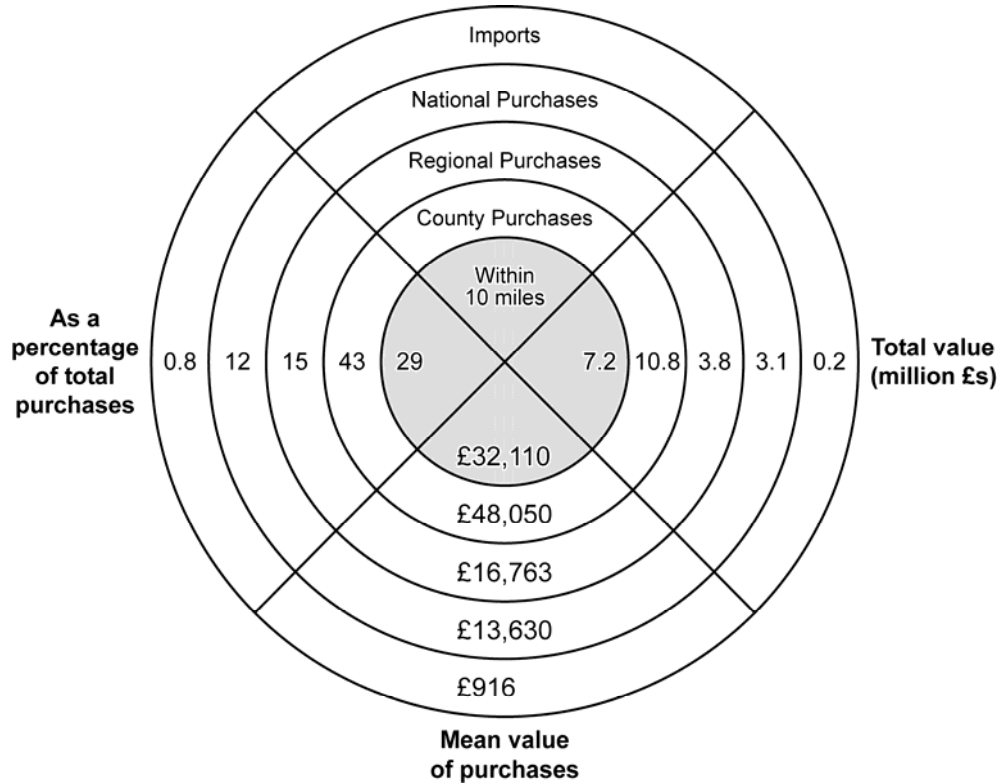 Imports
National Purchases
Regional Purchases
County Purchases
Within
10 miles
As a
percentage
of total
purchases
0.8 12 15 43 29 7.2 10.8 3.8 3.1 0.2
Total value
(million £s)
£32,110
£48,050
£16,763
£13,630
£916
Mean value
of purchases